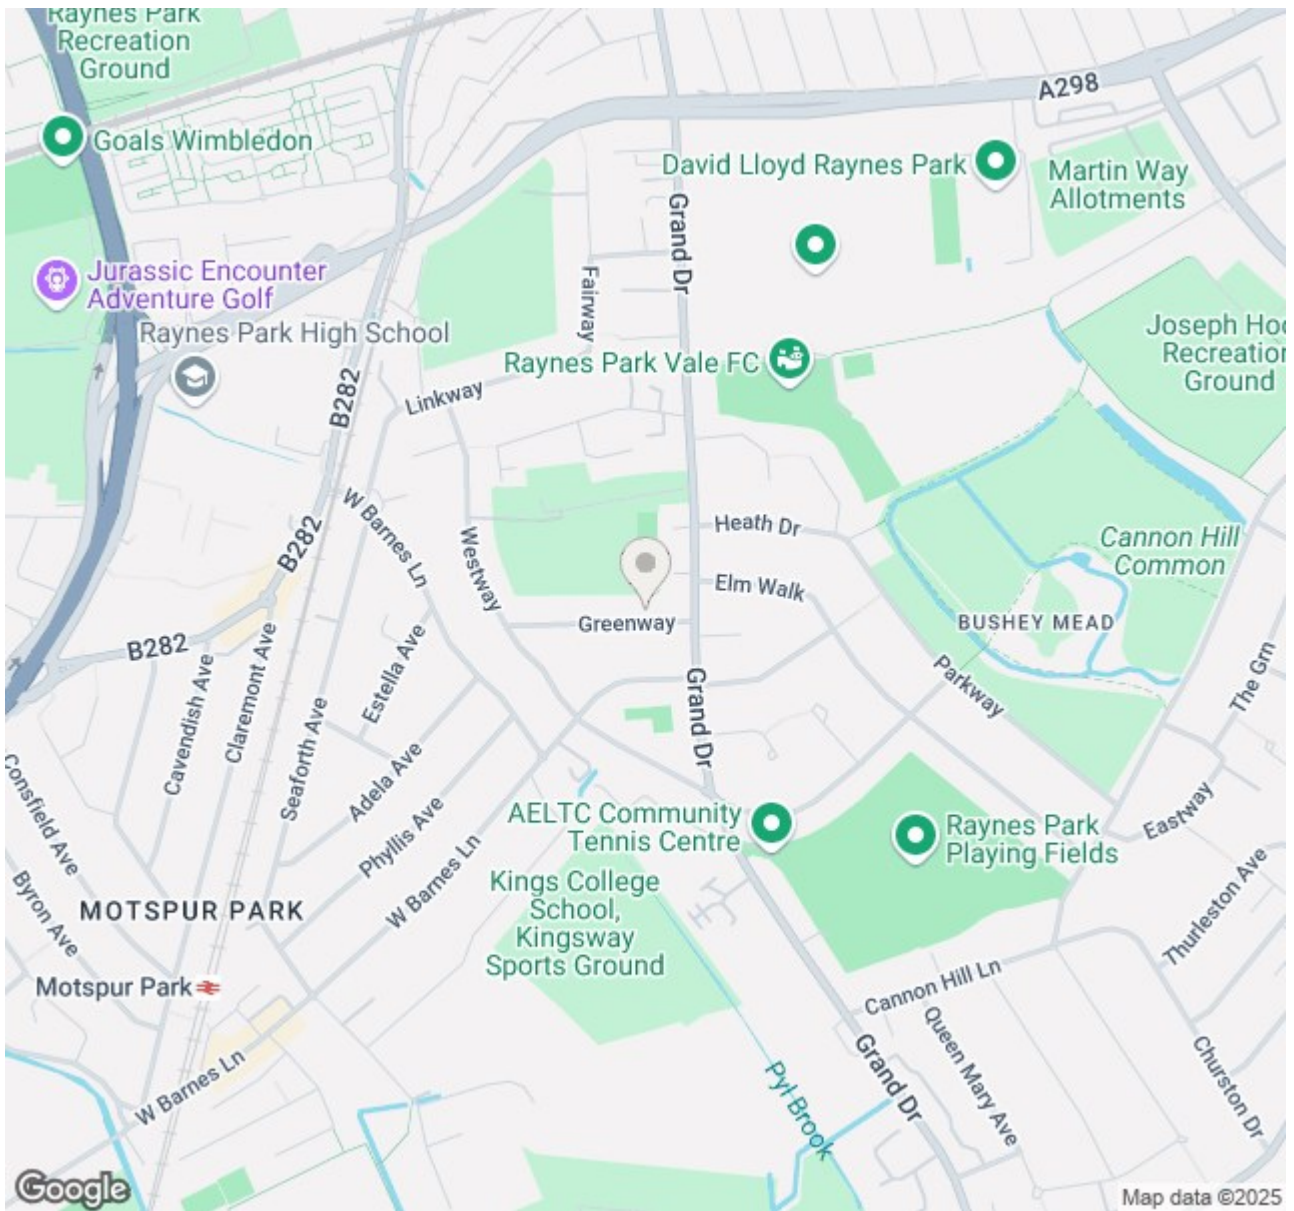 Raynes Park
Recreation
Ground
A298
Goals Wimbledon
David Lloyd Raynes Park
Martin Way
Allotments
Grand Dr
Jurassic Encounter
Adventure Golf
Fairway
Raynes Park High School
Joseph Hoo
Recreation
Ground
Raynes Park Vale FC
B282
Linkway
W Barnes Ln
Heath Dr
B282
Westway
Cannon Hill
Common
Elm Walk
Greenway
BUSHEY MEAD
B282
Estella Ave
Cavendish Ave
Claremont Ave
Parkway
The Grn
Grand Dr
Seaforth Ave
Adela Ave
Consfield Ave
AELTC Community
Tennis Centre
Raynes Park
Playing Fields
Eastway
Phyllis Ave
W Barnes Ln
Kings College
School,
Kingsway
Sports Ground
Byron Ave
MOTSPUR PARK
Thurleston Ave
Motspur Park
Cannon Hill Ln
Queen Mary Ave
Grand Dr
Churston Dr
W Barnes Ln
Pyl Brook
Google
Map data ©2025